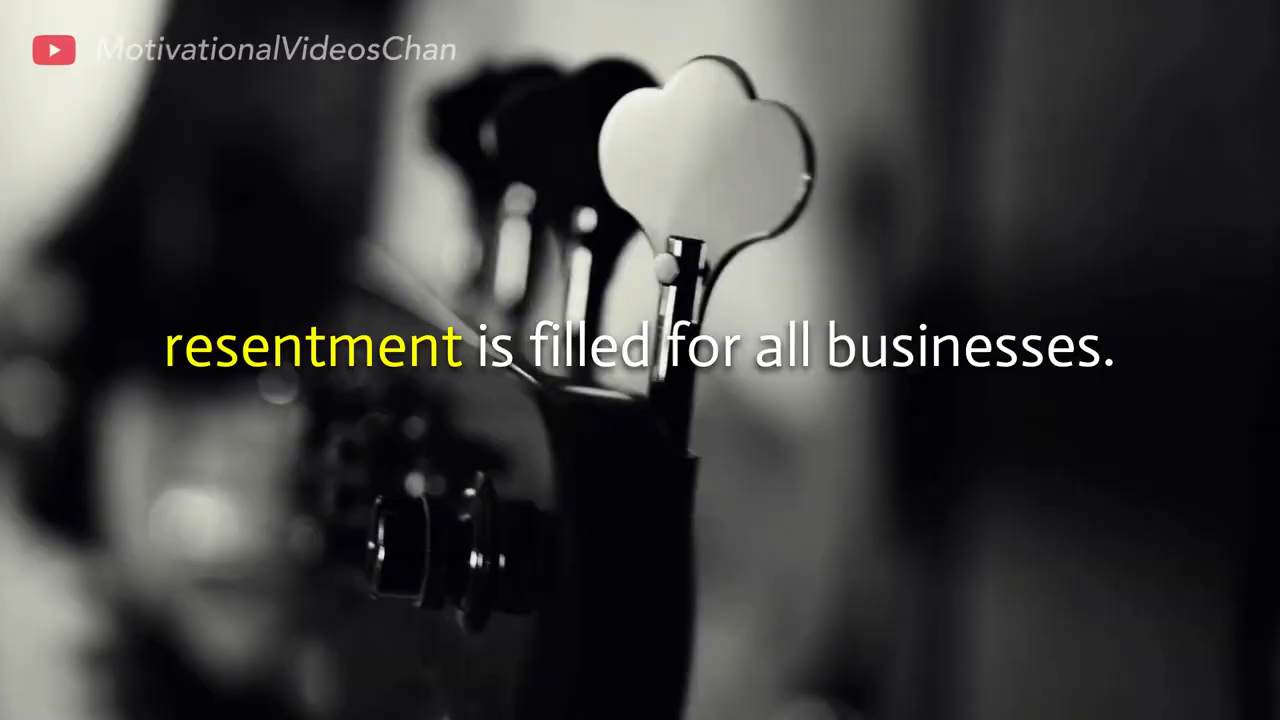 MotivationalVideosChan
resentment is filled for all businesses.